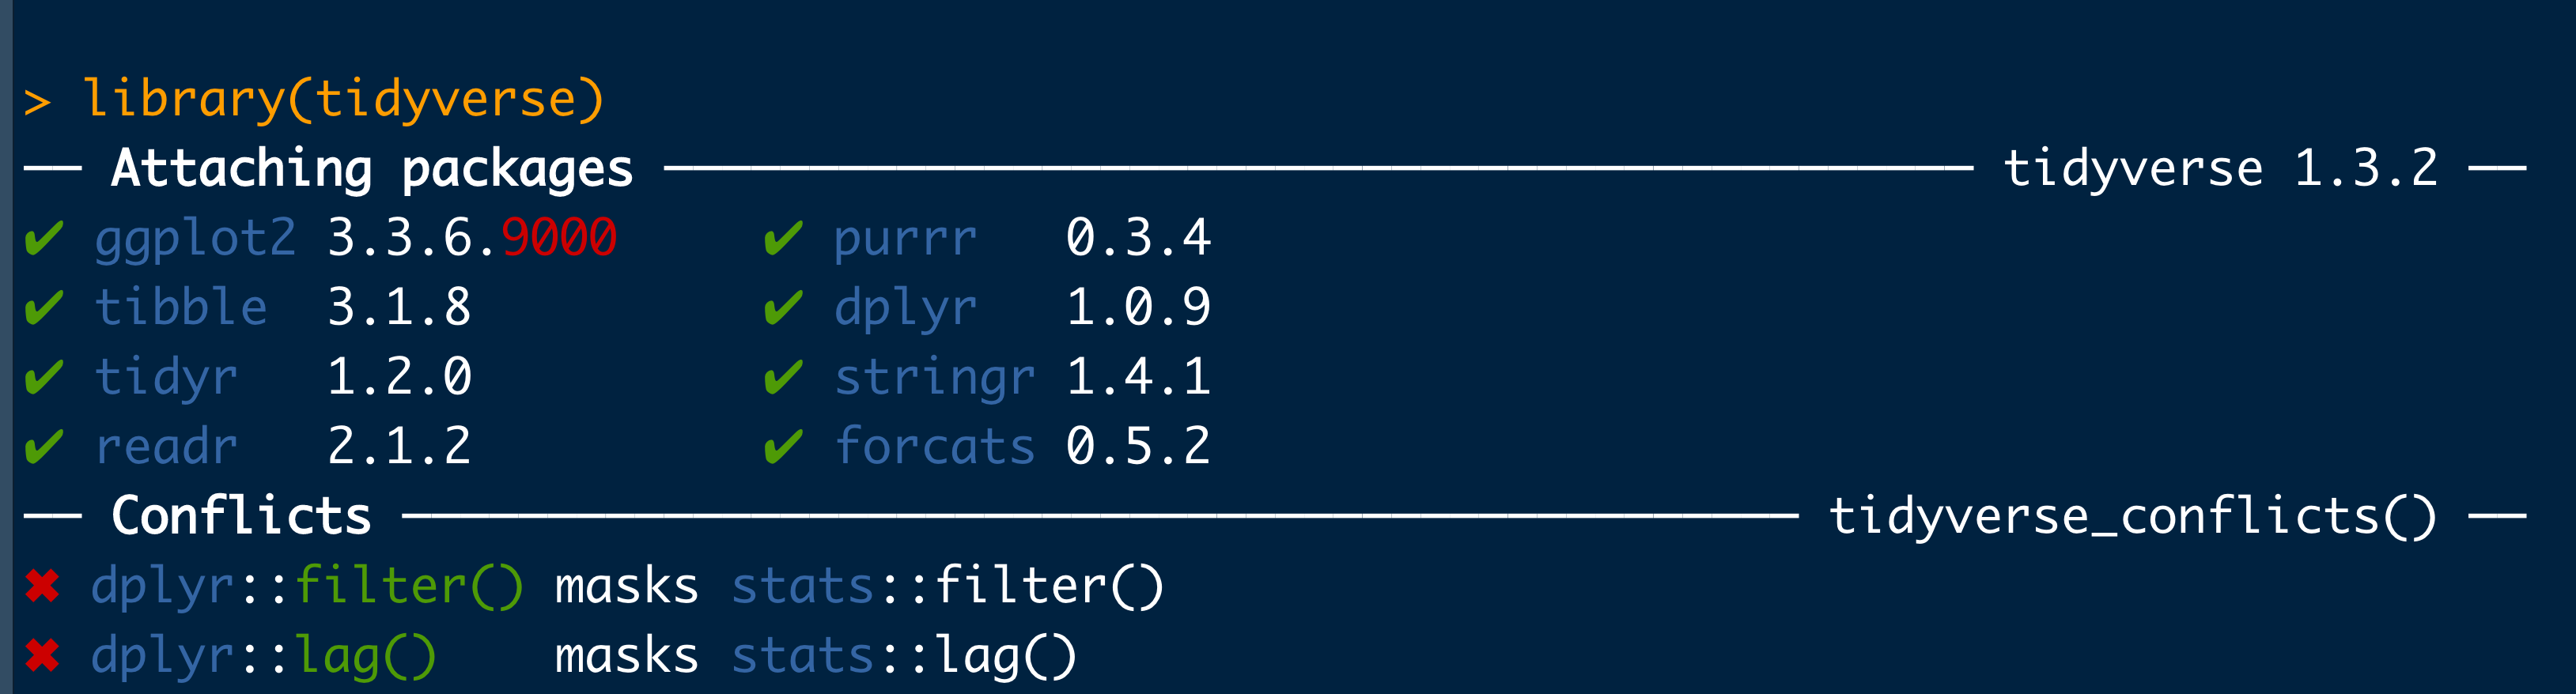 > library(tidyverse)
── Attaching packages ───────────────────────────────────────────── tidyverse 1.3.2 ──
✔ ggplot2 3.3.6.9000     ✔ purrr   0.3.4
✔ tibble  3.1.8          ✔ dplyr   1.0.9
✔ tidyr   1.2.0          ✔ stringr 1.4.1
✔ readr   2.1.2          ✔ forcats 0.5.2
── Conflicts ──────────────────────────────────────────────── tidyverse_conflicts() ──
✖ dplyr::filter() masks stats::filter()
✖ dplyr::lag()    masks stats::lag()